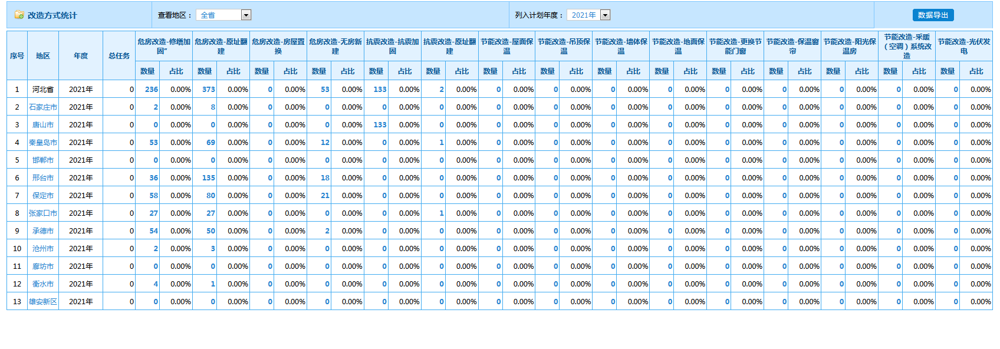 改造方式统计 查看地区： 全省 列入计划年度： 2021年 数据导出
序号 地区 年度 总任务 危房改造-修缮加固” 危房改造-原址翻建 危房改造-房屋置换 危房改造-无房新建 抗震改造-抗震加固 抗震改造-原址翻建 节能改造-屋面保温 节能改造-吊顶保温 节能改造-墙体保温 节能改造-地面保温 节能改造-更换节能门窗 节能改造-保温窗帘 节能改造-阳光保温房 节能改造-采暖（空调）系统改造 节能改造-光伏发电
数量 占比 数量 占比 数量 占比 数量 占比 数量 占比 数量 占比 数量 占比 数量 占比 数量 占比 数量 占比 数量 占比 数量 占比 数量 占比 数量 占比 数量 占比
1 河北省 2021年 0 236 0.00% 373 0.00% 0 0.00% 53 0.00% 133 0.00% 2 0.00% 0 0.00% 0 0.00% 0 0.00% 0 0.00% 0 0.00% 0 0.00% 0 0.00% 0 0.00% 0 0.00%
2 石家庄市 2021年 0 2 0.00% 8 0.00% 0 0.00% 0 0.00% 0 0.00% 0 0.00% 0 0.00% 0 0.00% 0 0.00% 0 0.00% 0 0.00% 0 0.00% 0 0.00% 0 0.00% 0 0.00%
3 唐山市 2021年 0 0 0.00% 0 0.00% 0 0.00% 0 0.00% 133 0.00% 0 0.00% 0 0.00% 0 0.00% 0 0.00% 0 0.00% 0 0.00% 0 0.00% 0 0.00% 0 0.00% 0 0.00%
4 秦皇岛市 2021年 0 53 0.00% 69 0.00% 0 0.00% 12 0.00% 0 0.00% 1 0.00% 0 0.00% 0 0.00% 0 0.00% 0 0.00% 0 0.00% 0 0.00% 0 0.00% 0 0.00% 0 0.00%
5 邯郸市 2021年 0 0 0.00% 0 0.00% 0 0.00% 0 0.00% 0 0.00% 0 0.00% 0 0.00% 0 0.00% 0 0.00% 0 0.00% 0 0.00% 0 0.00% 0 0.00% 0 0.00% 0 0.00%
6 邢台市 2021年 0 36 0.00% 135 0.00% 0 0.00% 18 0.00% 0 0.00% 0 0.00% 0 0.00% 0 0.00% 0 0.00% 0 0.00% 0 0.00% 0 0.00% 0 0.00% 0 0.00% 0 0.00%
7 保定市 2021年 0 58 0.00% 80 0.00% 0 0.00% 21 0.00% 0 0.00% 0 0.00% 0 0.00% 0 0.00% 0 0.00% 0 0.00% 0 0.00% 0 0.00% 0 0.00% 0 0.00% 0 0.00%
8 张家口市 2021年 0 27 0.00% 27 0.00% 0 0.00% 0 0.00% 0 0.00% 1 0.00% 0 0.00% 0 0.00% 0 0.00% 0 0.00% 0 0.00% 0 0.00% 0 0.00% 0 0.00% 0 0.00%
9 承德市 2021年 0 54 0.00% 50 0.00% 0 0.00% 2 0.00% 0 0.00% 0 0.00% 0 0.00% 0 0.00% 0 0.00% 0 0.00% 0 0.00% 0 0.00% 0 0.00% 0 0.00% 0 0.00%
10 沧州市 2021年 0 2 0.00% 3 0.00% 0 0.00% 0 0.00% 0 0.00% 0 0.00% 0 0.00% 0 0.00% 0 0.00% 0 0.00% 0 0.00% 0 0.00% 0 0.00% 0 0.00% 0 0.00%
11 廊坊市 2021年 0 0 0.00% 0 0.00% 0 0.00% 0 0.00% 0 0.00% 0 0.00% 0 0.00% 0 0.00% 0 0.00% 0 0.00% 0 0.00% 0 0.00% 0 0.00% 0 0.00% 0 0.00%
12 衡水市 2021年 0 4 0.00% 1 0.00% 0 0.00% 0 0.00% 0 0.00% 0 0.00% 0 0.00% 0 0.00% 0 0.00% 0 0.00% 0 0.00% 0 0.00% 0 0.00% 0 0.00% 0 0.00%
13 雄安新区 2021年 0 0 0.00% 0 0.00% 0 0.00% 0 0.00% 0 0.00% 0 0.00% 0 0.00% 0 0.00% 0 0.00% 0 0.00% 0 0.00% 0 0.00% 0 0.00% 0 0.00% 0 0.00%